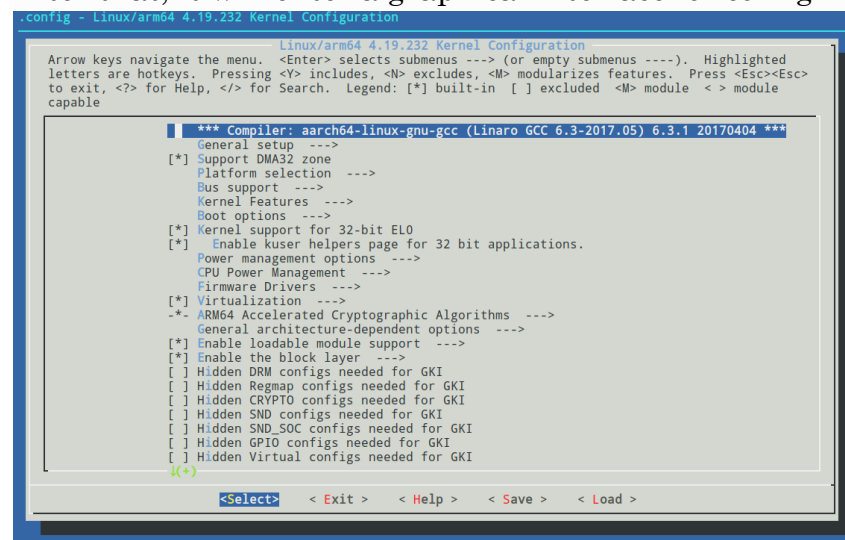 .config - Linux/arm64 4.19.232 Kernel Configuration
Linux/arm64 4.19.232 Kernel Configuration
Arrow keys navigate the menu.  <Enter> selects submenus ---> (or empty submenus ----).  Highlighted
letters are hotkeys.  Pressing <Y> includes, <N> excludes, <M> modularizes features.  Press <Esc><Esc>
to exit, <?> for Help, </> for Search.  Legend: [*] built-in  [ ] excluded  <M> module  < > module
capable
*** Compiler: aarch64-linux-gnu-gcc (Linaro GCC 6.3-2017.05) 6.3.1 20170404 ***
General setup  --->
[*] Support DMA32 zone
Platform selection  --->
Bus support  --->
Kernel Features  --->
Boot options  --->
[*] Kernel support for 32-bit EL0
[*]   Enable kuser helpers page for 32 bit applications.
Power management options  --->
CPU Power Management  --->
Firmware Drivers  --->
[*] Virtualization  --->
-*- ARM64 Accelerated Cryptographic Algorithms  --->
General architecture-dependent options  --->
[*] Enable loadable module support  --->
[*] Enable the block layer  --->
[ ] Hidden DRM configs needed for GKI
[ ] Hidden Regmap configs needed for GKI
[ ] Hidden CRYPTO configs needed for GKI
[ ] Hidden SND configs needed for GKI
[ ] Hidden SND_SOC configs needed for GKI
[ ] Hidden GPIO configs needed for GKI
[ ] Hidden Virtual configs needed for GKI
↓(+)
<Select>    < Exit >    < Help >    < Save >    < Load >